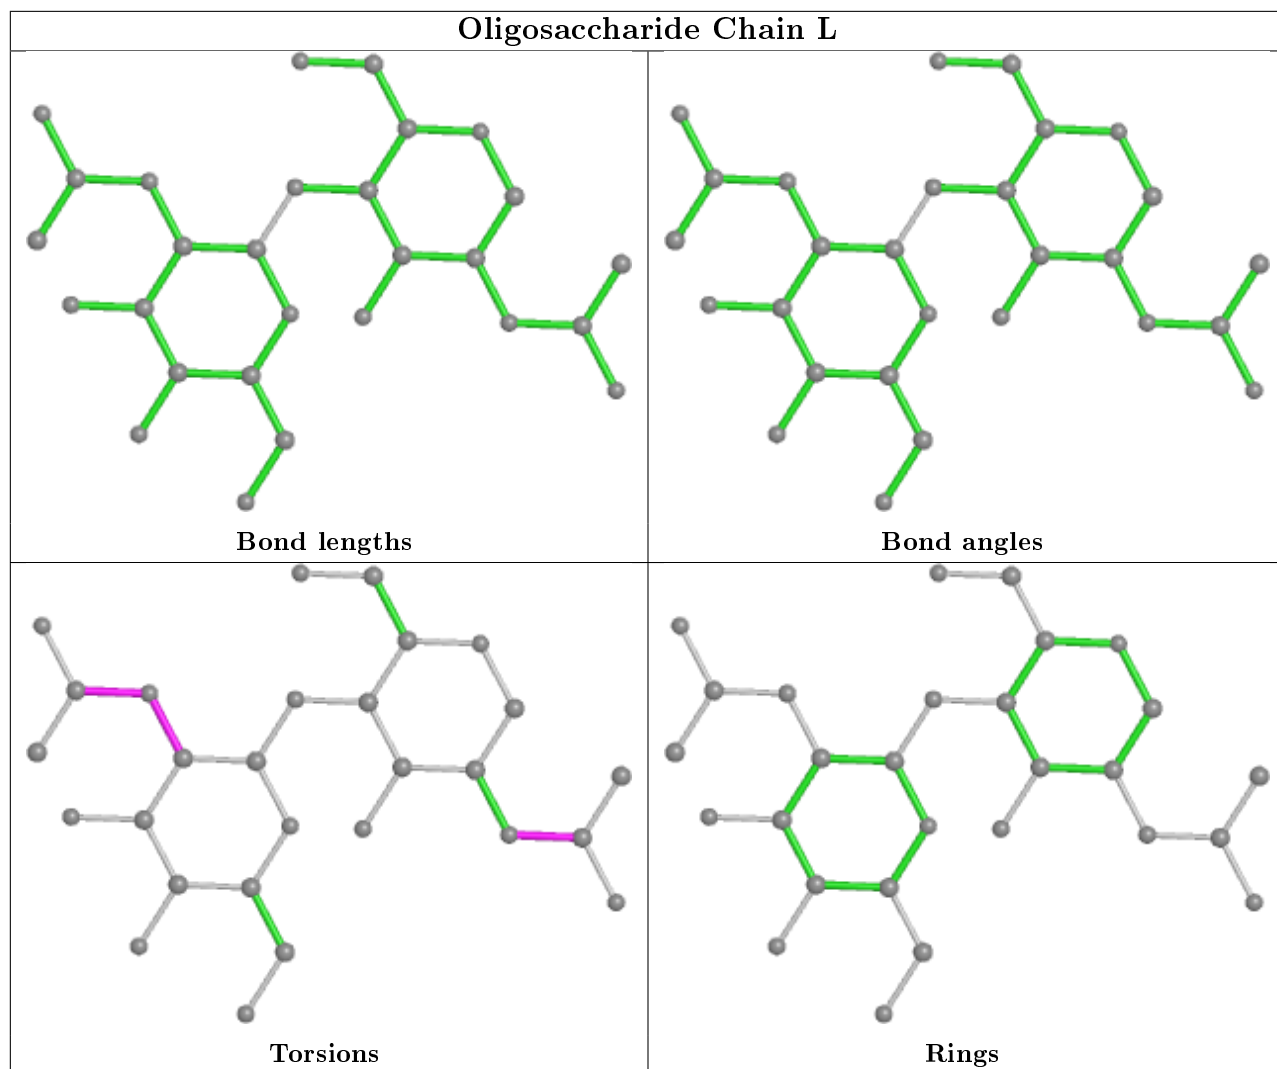 Oligosaccharide Chain L
Bond lengths
Bond angles
Torsions
Rings